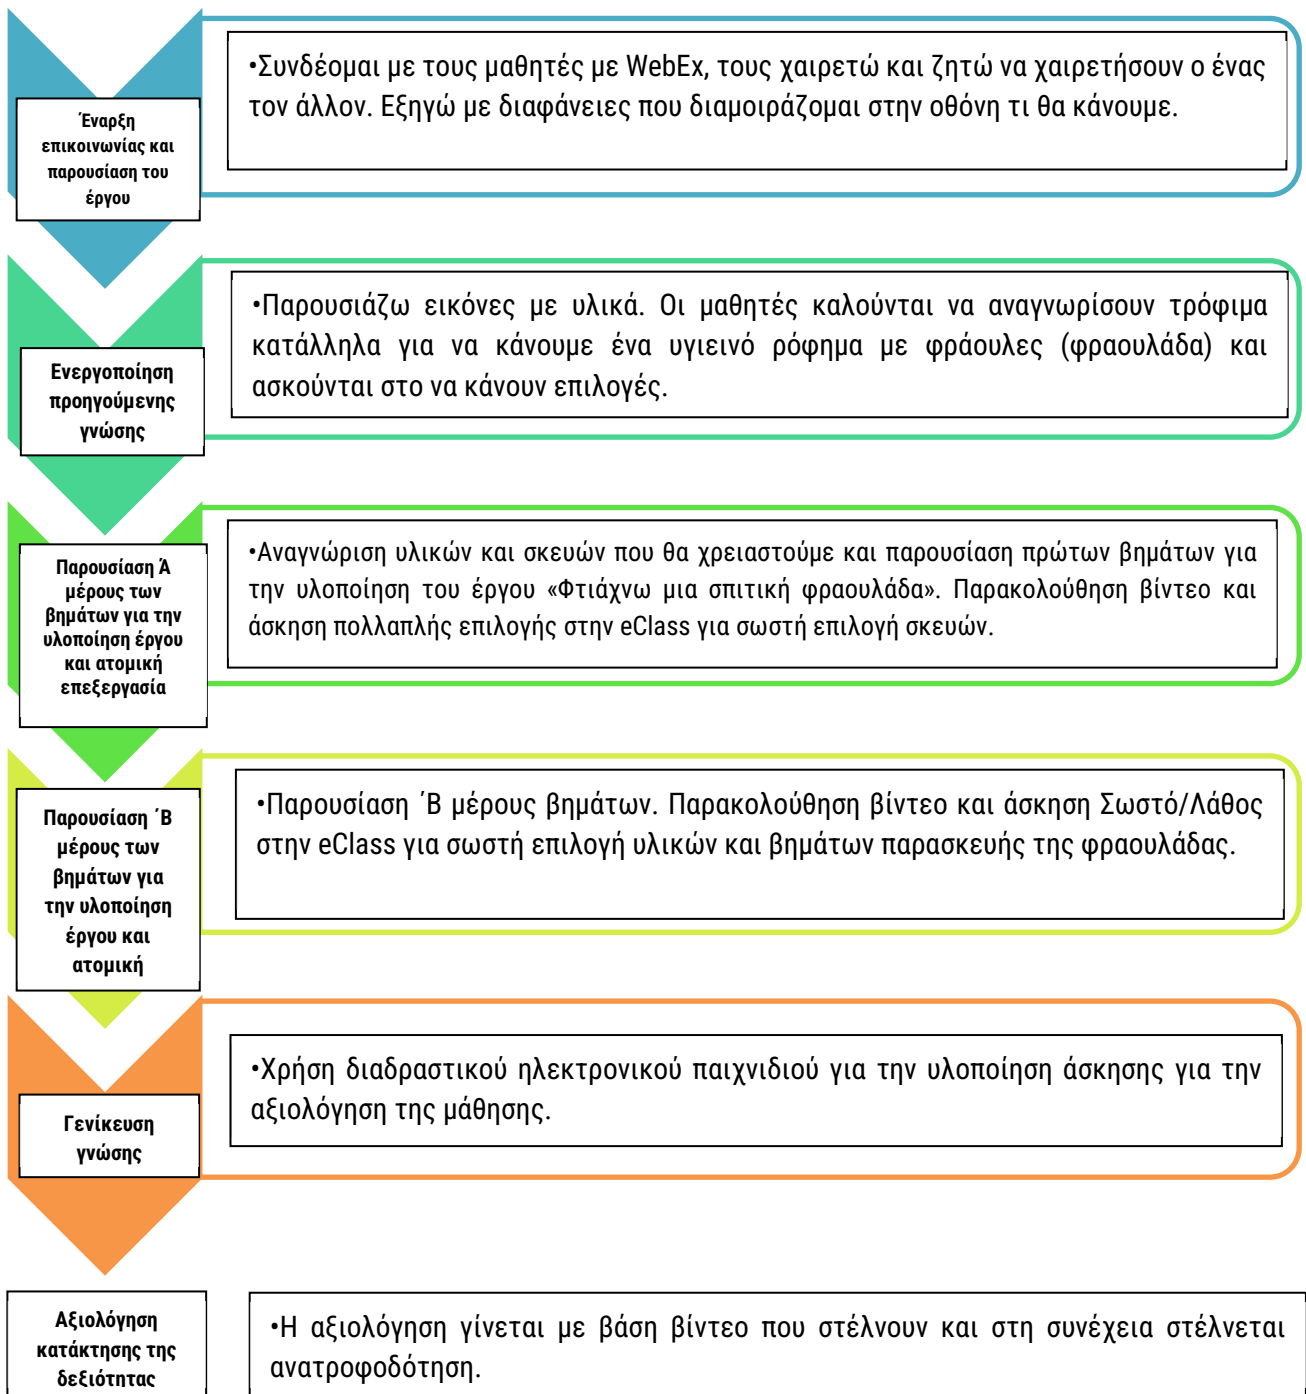 Έναρξη
επικοινωνίας και
παρουσίαση του
έργου
•Συνδέομαι με τους μαθητές με WebEx, τους χαιρετώ και ζητώ να χαιρετήσουν ο ένας
τον άλλον. Εξηγώ με διαφάνειες που διαμοιράζομαι στην οθόνη τι θα κάνουμε.
Ενεργοποίηση
προηγούμενης
γνώσης
•Παρουσιάζω εικόνες με υλικά. Οι μαθητές καλούνται να αναγνωρίσουν τρόφιμα
κατάλληλα για να κάνουμε ένα υγιεινό ρόφημα με φράουλες (φραουλάδα) και
ασκούνται στο να κάνουν επιλογές.
Παρουσίαση Ά
μέρους των
βημάτων για την
υλοποίηση έργου
και ατομική
επεξεργασία
•Αναγνώριση υλικών και σκευών που θα χρειαστούμε και παρουσίαση πρώτων βημάτων για
την υλοποίηση του έργου «Φτιάχνω μια σπιτική φραουλάδα». Παρακολούθηση βίντεο και
άσκηση πολλαπλής επιλογής στην eClass για σωστή επιλογή σκευών.
Παρουσίαση ΄Β
μέρους των
βημάτων για
την υλοποίηση
έργου και
ατομική
•Παρουσίαση ΄Β μέρους βημάτων. Παρακολούθηση βίντεο και άσκηση Σωστό/Λάθος
στην eClass για σωστή επιλογή υλικών και βημάτων παρασκευής της φραουλάδας.
Γενίκευση
γνώσης
•Χρήση διαδραστικού ηλεκτρονικού παιχνιδιού για την υλοποίηση άσκησης για την
αξιολόγηση της μάθησης.
Αξιολόγηση
κατάκτησης της
δεξιότητας
•Η αξιολόγηση γίνεται με βάση βίντεο που στέλνουν και στη συνέχεια στέλνεται
ανατροφοδότηση.